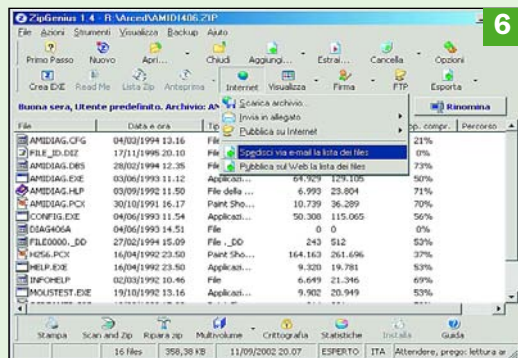 6
ZipGenius 1.4 - R:\Arced\AMIDI406.ZIP
File Azioni Strumenti Visualizza Backup Aiuto
Primo Passo Nuovo Apri... Chiudi Aggiungi... Estrai... Cancella Opzioni
Crea EXE Read Me Lista Zip Anteprima Internet Visualizza Firma FTP Esporta
Buona sera, Utente predefinito. Archivio: Rinomina
Scarica archivio...
Invia in allegato
Pubblica su Internet
Spedisci via e-mail la lista dei files
Pubblica sul Web la lista dei files
File Data e ora compr. Percorso
AMIDIAG.CFG 04/03/1994 13.16 File 21%
FILE_ID.DIZ 17/11/1995 20.10 File 0%
AMIDIAG.DBS 28/02/1994 12.35 File 73%
AMIDIAG.EXE 03/06/1993 11.12 Applicazi... 64.929 129.105 50%
AMIDIAG.HLP 03/09/1992 11.50 File della ... 6.993 23.804 71%
AMIDIAG.PCX 30/10/1991 16.17 Paint Sho... 10.739 36.289 70%
CONFIG.EXE 04/06/1993 11.54 Applicazi... 50.308 115.065 56%
DIAG406A 04/06/1993 14.51 File 0 0 0%
FILE0000._DD 27/02/1994 15.09 File ._DD 243 512 53%
H256.PCX 16/04/1992 23.50 Paint Sho... 164.163 261.696 37%
HELP.EXE 16/04/1992 23.50 Applicazi... 9.320 19.781 53%
INFOHELP 02/03/1992 10.46 File 6.649 21.346 69%
MOUSTEST.EXE 19/10/1992 13.16 Applicazi... 9.902 20.949 53%
Stampa Scan and Zip Ripara zip Multivolume Crittografia Statistiche Installa Guida
16 files 358,38 KB 11/09/2002 20.07 ESPERTO ITA Attendere, prego: lettura ar